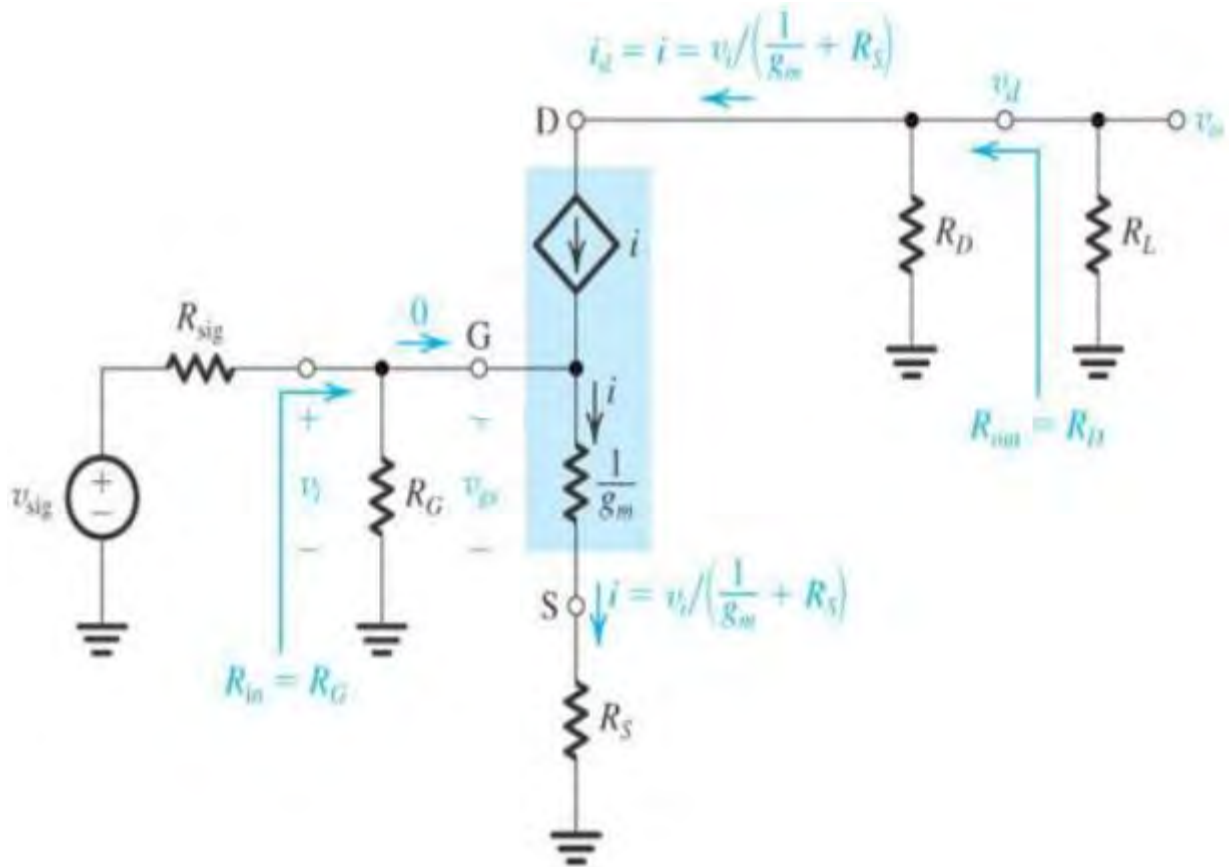 i_d = i = v_i/(1/g_m + R_S)
D
v_d
v_o
i
R_D
R_L
R_sig
0
G
i
R_out = R_D
+
v_i
−
R_G
v_gs
−
1/g_m
v_sig
+
−
S
i = v_i/(1/g_m + R_S)
R_in = R_G
R_S